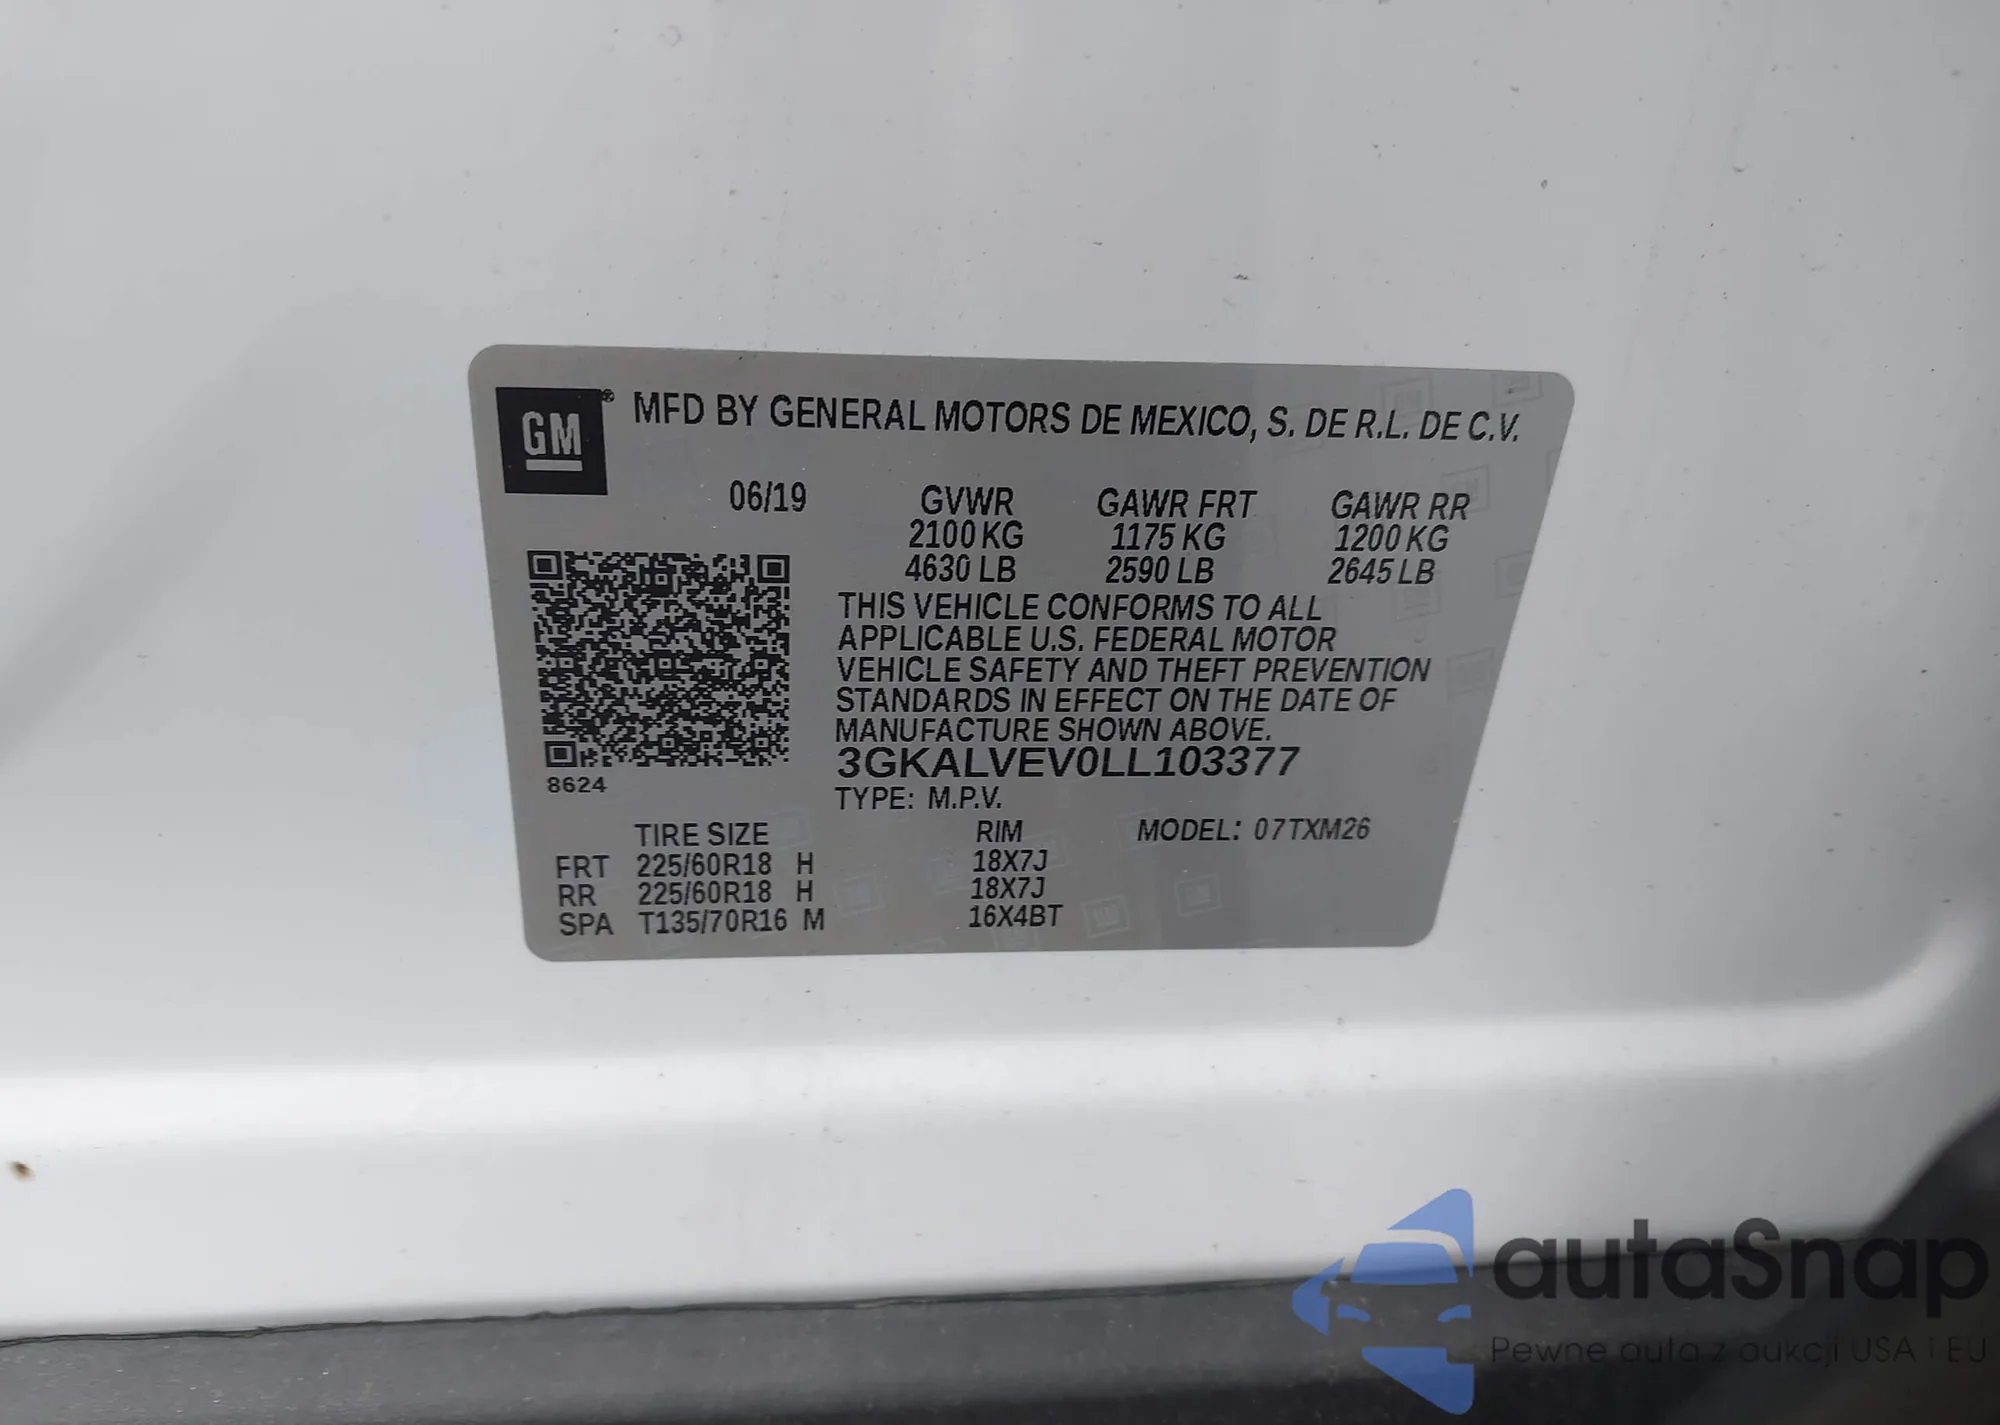 GM® MFD BY GENERAL MOTORS DE MEXICO, S. DE R.L. DE C.V.
06/19 GVWR GAWR FRT GAWR RR
2100 KG 1175 KG 1200 KG
4630 LB 2590 LB 2645 LB
THIS VEHICLE CONFORMS TO ALL
APPLICABLE U.S. FEDERAL MOTOR
VEHICLE SAFETY AND THEFT PREVENTION
STANDARDS IN EFFECT ON THE DATE OF
MANUFACTURE SHOWN ABOVE.
3GKALVEV0LL103377
8624
TYPE: M.P.V.
TIRE SIZE RIM MODEL: 07TXM26
FRT 225/60R18 H 18X7J
RR 225/60R18 H 18X7J
SPA T135/70R16 M 16X4BT
autaSnap
Pewne auta z aukcji USA i EU